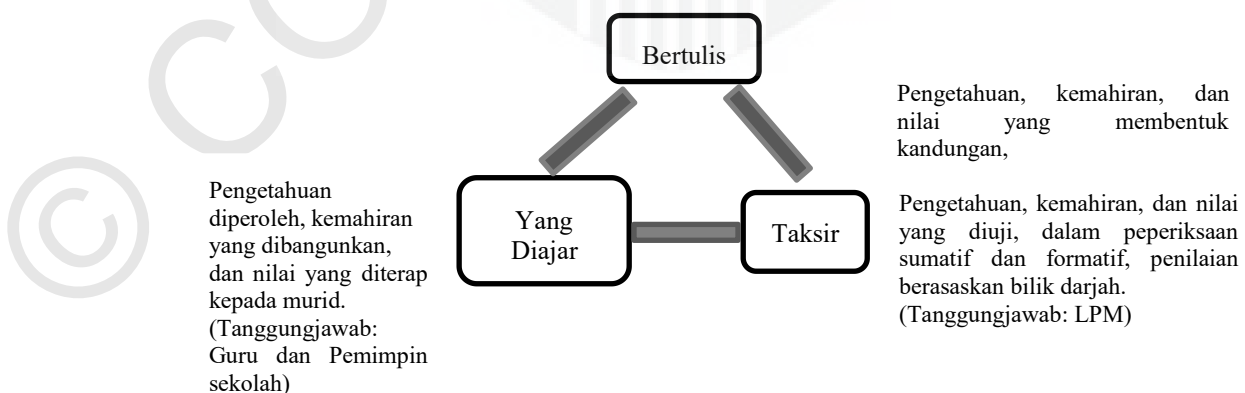 Bertulis
Pengetahuan, kemahiran, dan
nilai yang membentuk
kandungan,
Pengetahuan
diperoleh, kemahiran
yang dibangunkan,
dan nilai yang diterap
kepada murid.
(Tanggungjawab:
Guru dan Pemimpin
sekolah)
Yang
Diajar
Taksir
Pengetahuan, kemahiran, dan nilai
yang diuji, dalam peperiksaan
sumatif dan formatif, penilaian
berasaskan bilik darjah.
(Tanggungjawab: LPM)